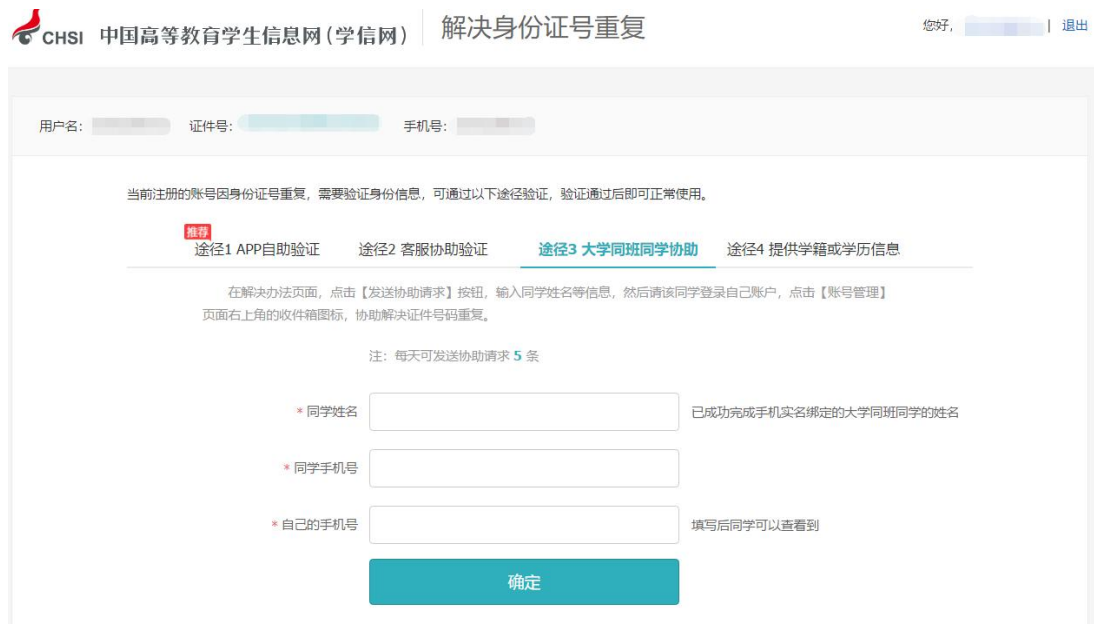 CHSI 中国高等教育学生信息网(学信网) 解决身份证号重复 您好, | 退出
用户名: 证件号: 手机号:
当前注册的账号因身份证号重复，需要验证身份信息，可通过以下途径验证，验证通过后即可正常使用。
推荐
途径1 APP自助验证 途径2 客服协助验证 途径3 大学同班同学协助 途径4 提供学籍或学历信息
在解决办法页面，点击【发送协助请求】按钮，输入同学姓名等信息，然后请该同学登录自己账户，点击【账号管理】
页面右上角的收件箱图标，协助解决证件号码重复。
注：每天可发送协助请求 5 条
* 同学姓名 已成功完成手机实名绑定的大学同班同学的姓名
* 同学手机号
* 自己的手机号 填写后同学可以查看到
确定